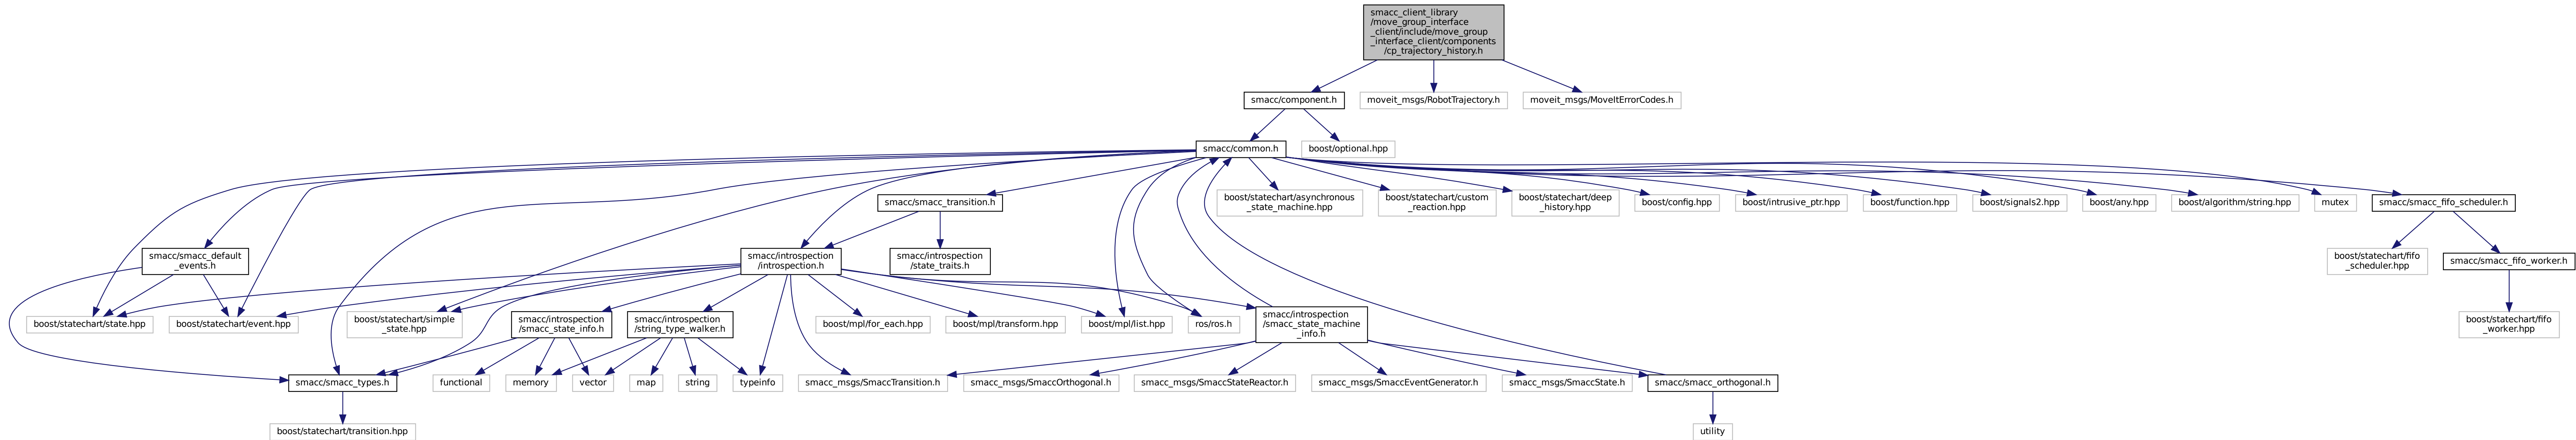 smacc_client_library
/move_group_interface
_client/include/move_group
_interface_client/components
/cp_trajectory_history.h
smacc/component.h
moveit_msgs/RobotTrajectory.h
moveit_msgs/MoveItErrorCodes.h
smacc/common.h
boost/optional.hpp
smacc/smacc_transition.h
boost/statechart/asynchronous
_state_machine.hpp
boost/statechart/custom
_reaction.hpp
boost/statechart/deep
_history.hpp
boost/config.hpp
boost/intrusive_ptr.hpp
boost/function.hpp
boost/signals2.hpp
boost/any.hpp
boost/algorithm/string.hpp
mutex
smacc/smacc_fifo_scheduler.h
smacc/smacc_default
_events.h
smacc/introspection
/introspection.h
smacc/introspection
/state_traits.h
boost/statechart/fifo
_scheduler.hpp
smacc/smacc_fifo_worker.h
boost/statechart/state.hpp
boost/statechart/event.hpp
boost/statechart/simple
_state.hpp
smacc/introspection
/smacc_state_info.h
smacc/introspection
/string_type_walker.h
boost/mpl/for_each.hpp
boost/mpl/transform.hpp
boost/mpl/list.hpp
ros/ros.h
smacc/introspection
/smacc_state_machine
_info.h
boost/statechart/fifo
_worker.hpp
smacc/smacc_types.h
functional
memory
vector
map
string
typeinfo
smacc_msgs/SmaccTransition.h
smacc_msgs/SmaccOrthogonal.h
smacc_msgs/SmaccStateReactor.h
smacc_msgs/SmaccEventGenerator.h
smacc_msgs/SmaccState.h
smacc/smacc_orthogonal.h
boost/statechart/transition.hpp
utility